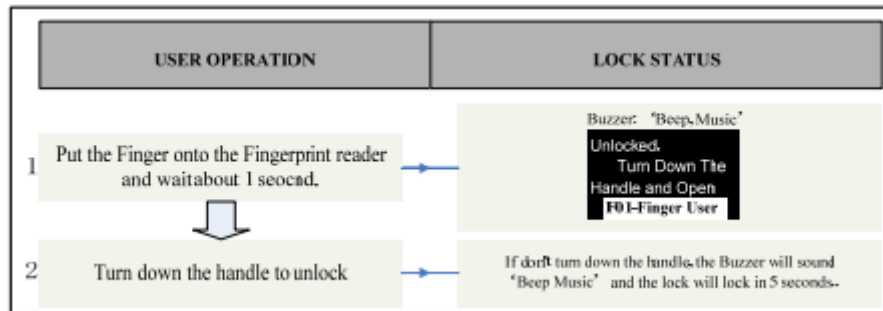 USER OPERATION
LOCK STATUS
1
Put the Finger onto the Fingerprint reader
and waitabout 1 seocnd.
Buzzer: ‘Beep,Music’
Unlocked,
Turn Down The
Handle and Open
F01-Finger User
2
Turn down the handle to unlock
If don't turn down the handle, the Buzzer will sound
‘Beep Music’ and the lock will lock in 5 seconds..